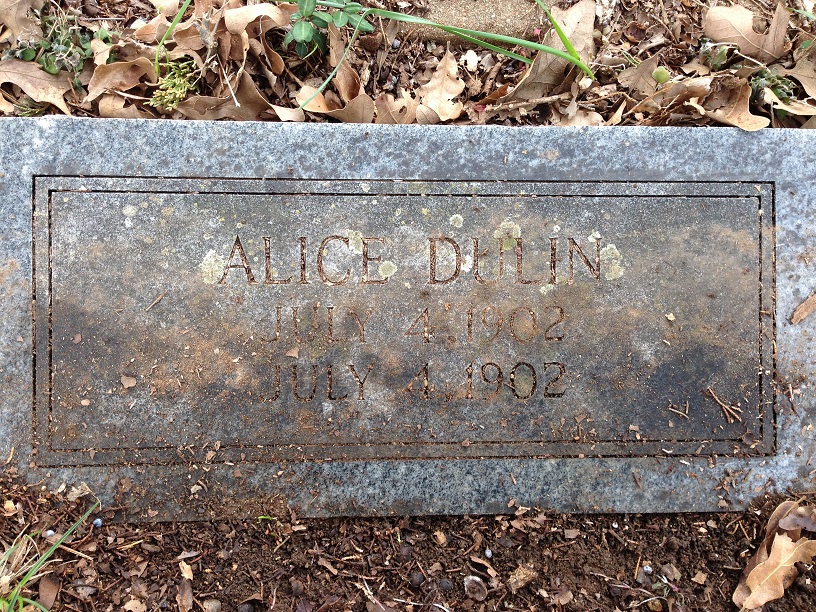 ALICE DULIN
JULY 4, 1902
JULY 4, 1902